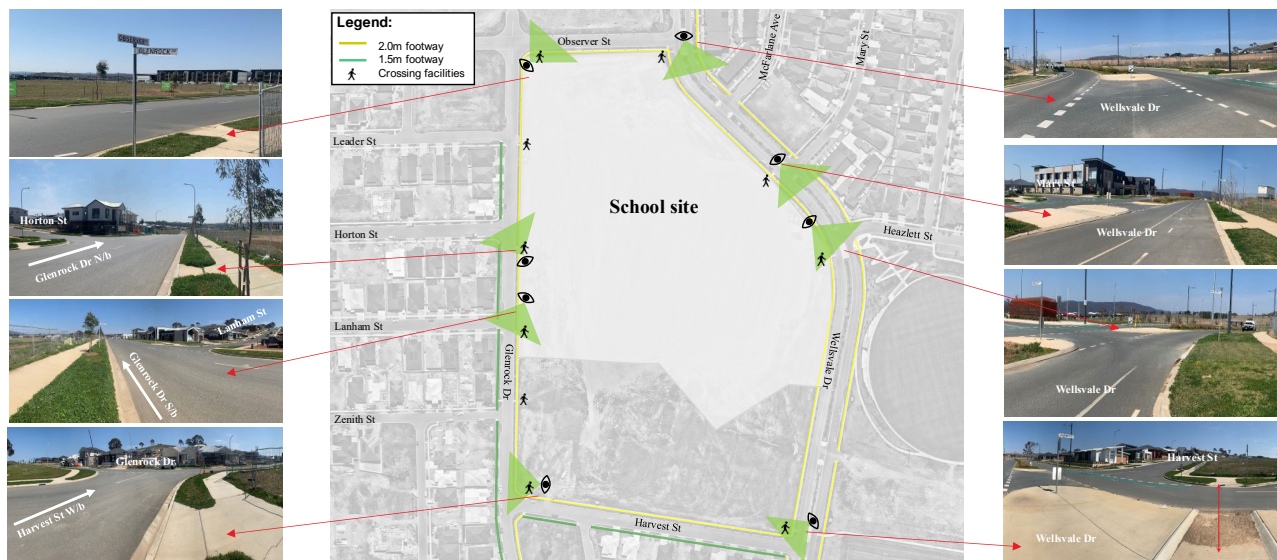 OBSERVER
GLENROCK
Horton St
Glenrock Dr N/b
Lanham St
Glenrock Dr S/b
Glenrock Dr
Harvest St W/b
Legend:
2.0m footway
1.5m footway
Crossing facilities
Observer St
McFarlane Ave
Mary St
Leader St
School site
Horton St
Heazlett St
Lanham St
Glenrock Dr
Wellsvale Dr
Zenith St
Harvest St
Wellsvale Dr
Mary St
Wellsvale Dr
Wellsvale Dr
Harvest St
Wellsvale Dr